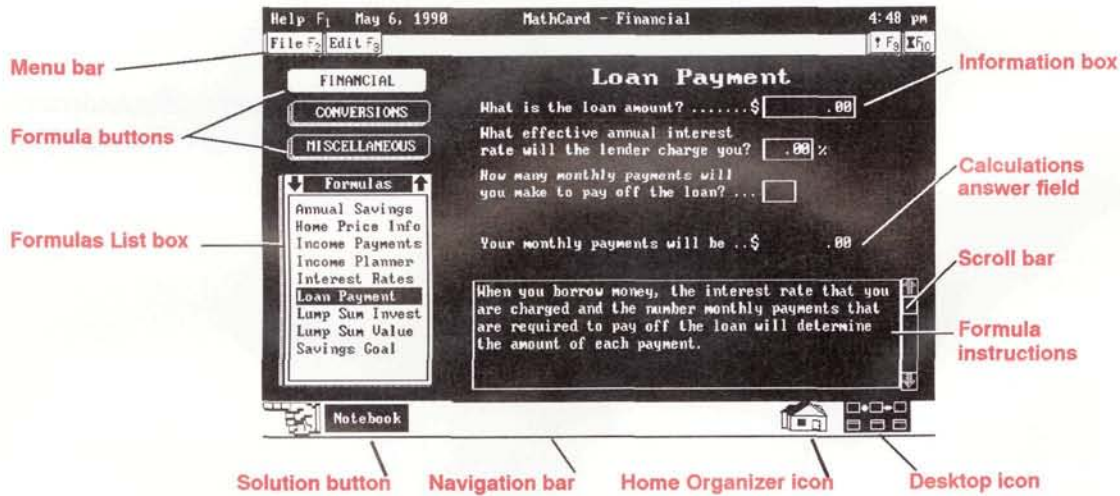 Help F1 May 6, 1990 MathCard - Financial 4:48 pm
File F2 Edit F3 ! F9 F10
Menu bar
Information box
FINANCIAL
Loan Payment
CONVERSIONS
What is the loan amount? .......$ .00
Formula buttons
MISCELLANEOUS
What effective annual interest
rate will the lender charge you? .00 %
How many monthly payments will
you make to pay off the loan? ...
Calculations
answer field
Formulas
Annual Savings
Home Price Info
Income Payments
Income Planner
Interest Rates
Loan Payment
Lump Sum Invest
Lump Sum Value
Savings Goal
Formulas List box
Your monthly payments will be ..$ .00
Scroll bar
When you borrow money, the interest rate that you
are charged and the number monthly payments that
are required to pay off the loan will determine
the amount of each payment.
Formula
instructions
Notebook
Solution button
Navigation bar
Home Organizer icon
Desktop icon